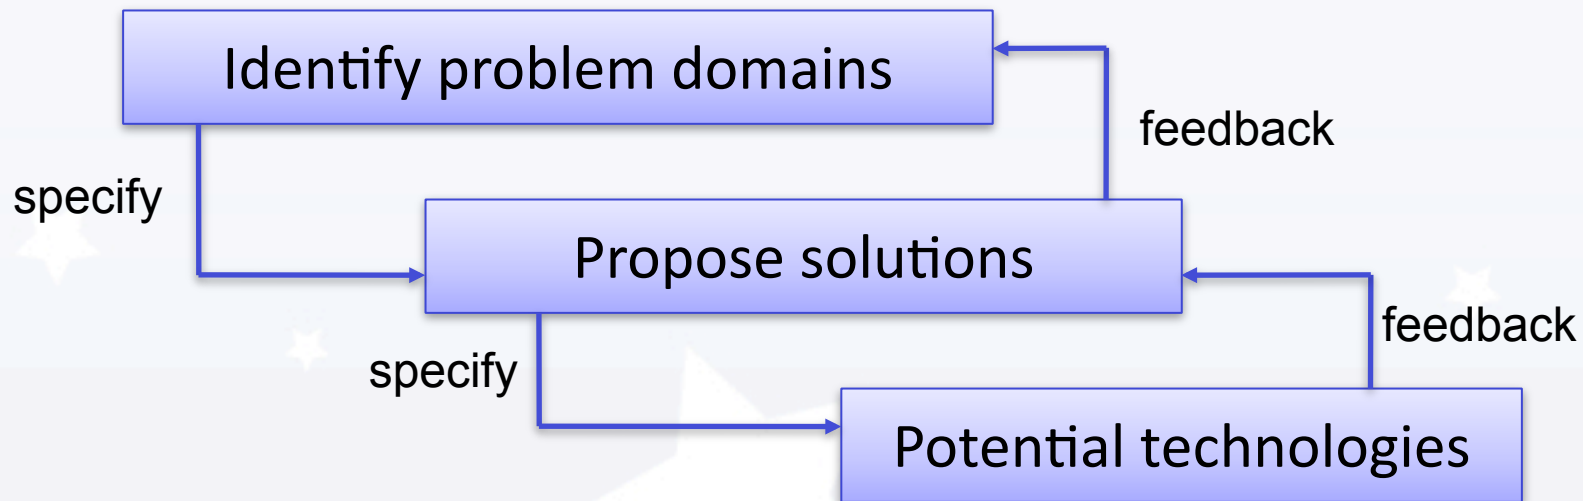 Identify problem domains
feedback
specify
Propose solutions
feedback
specify
Potential technologies